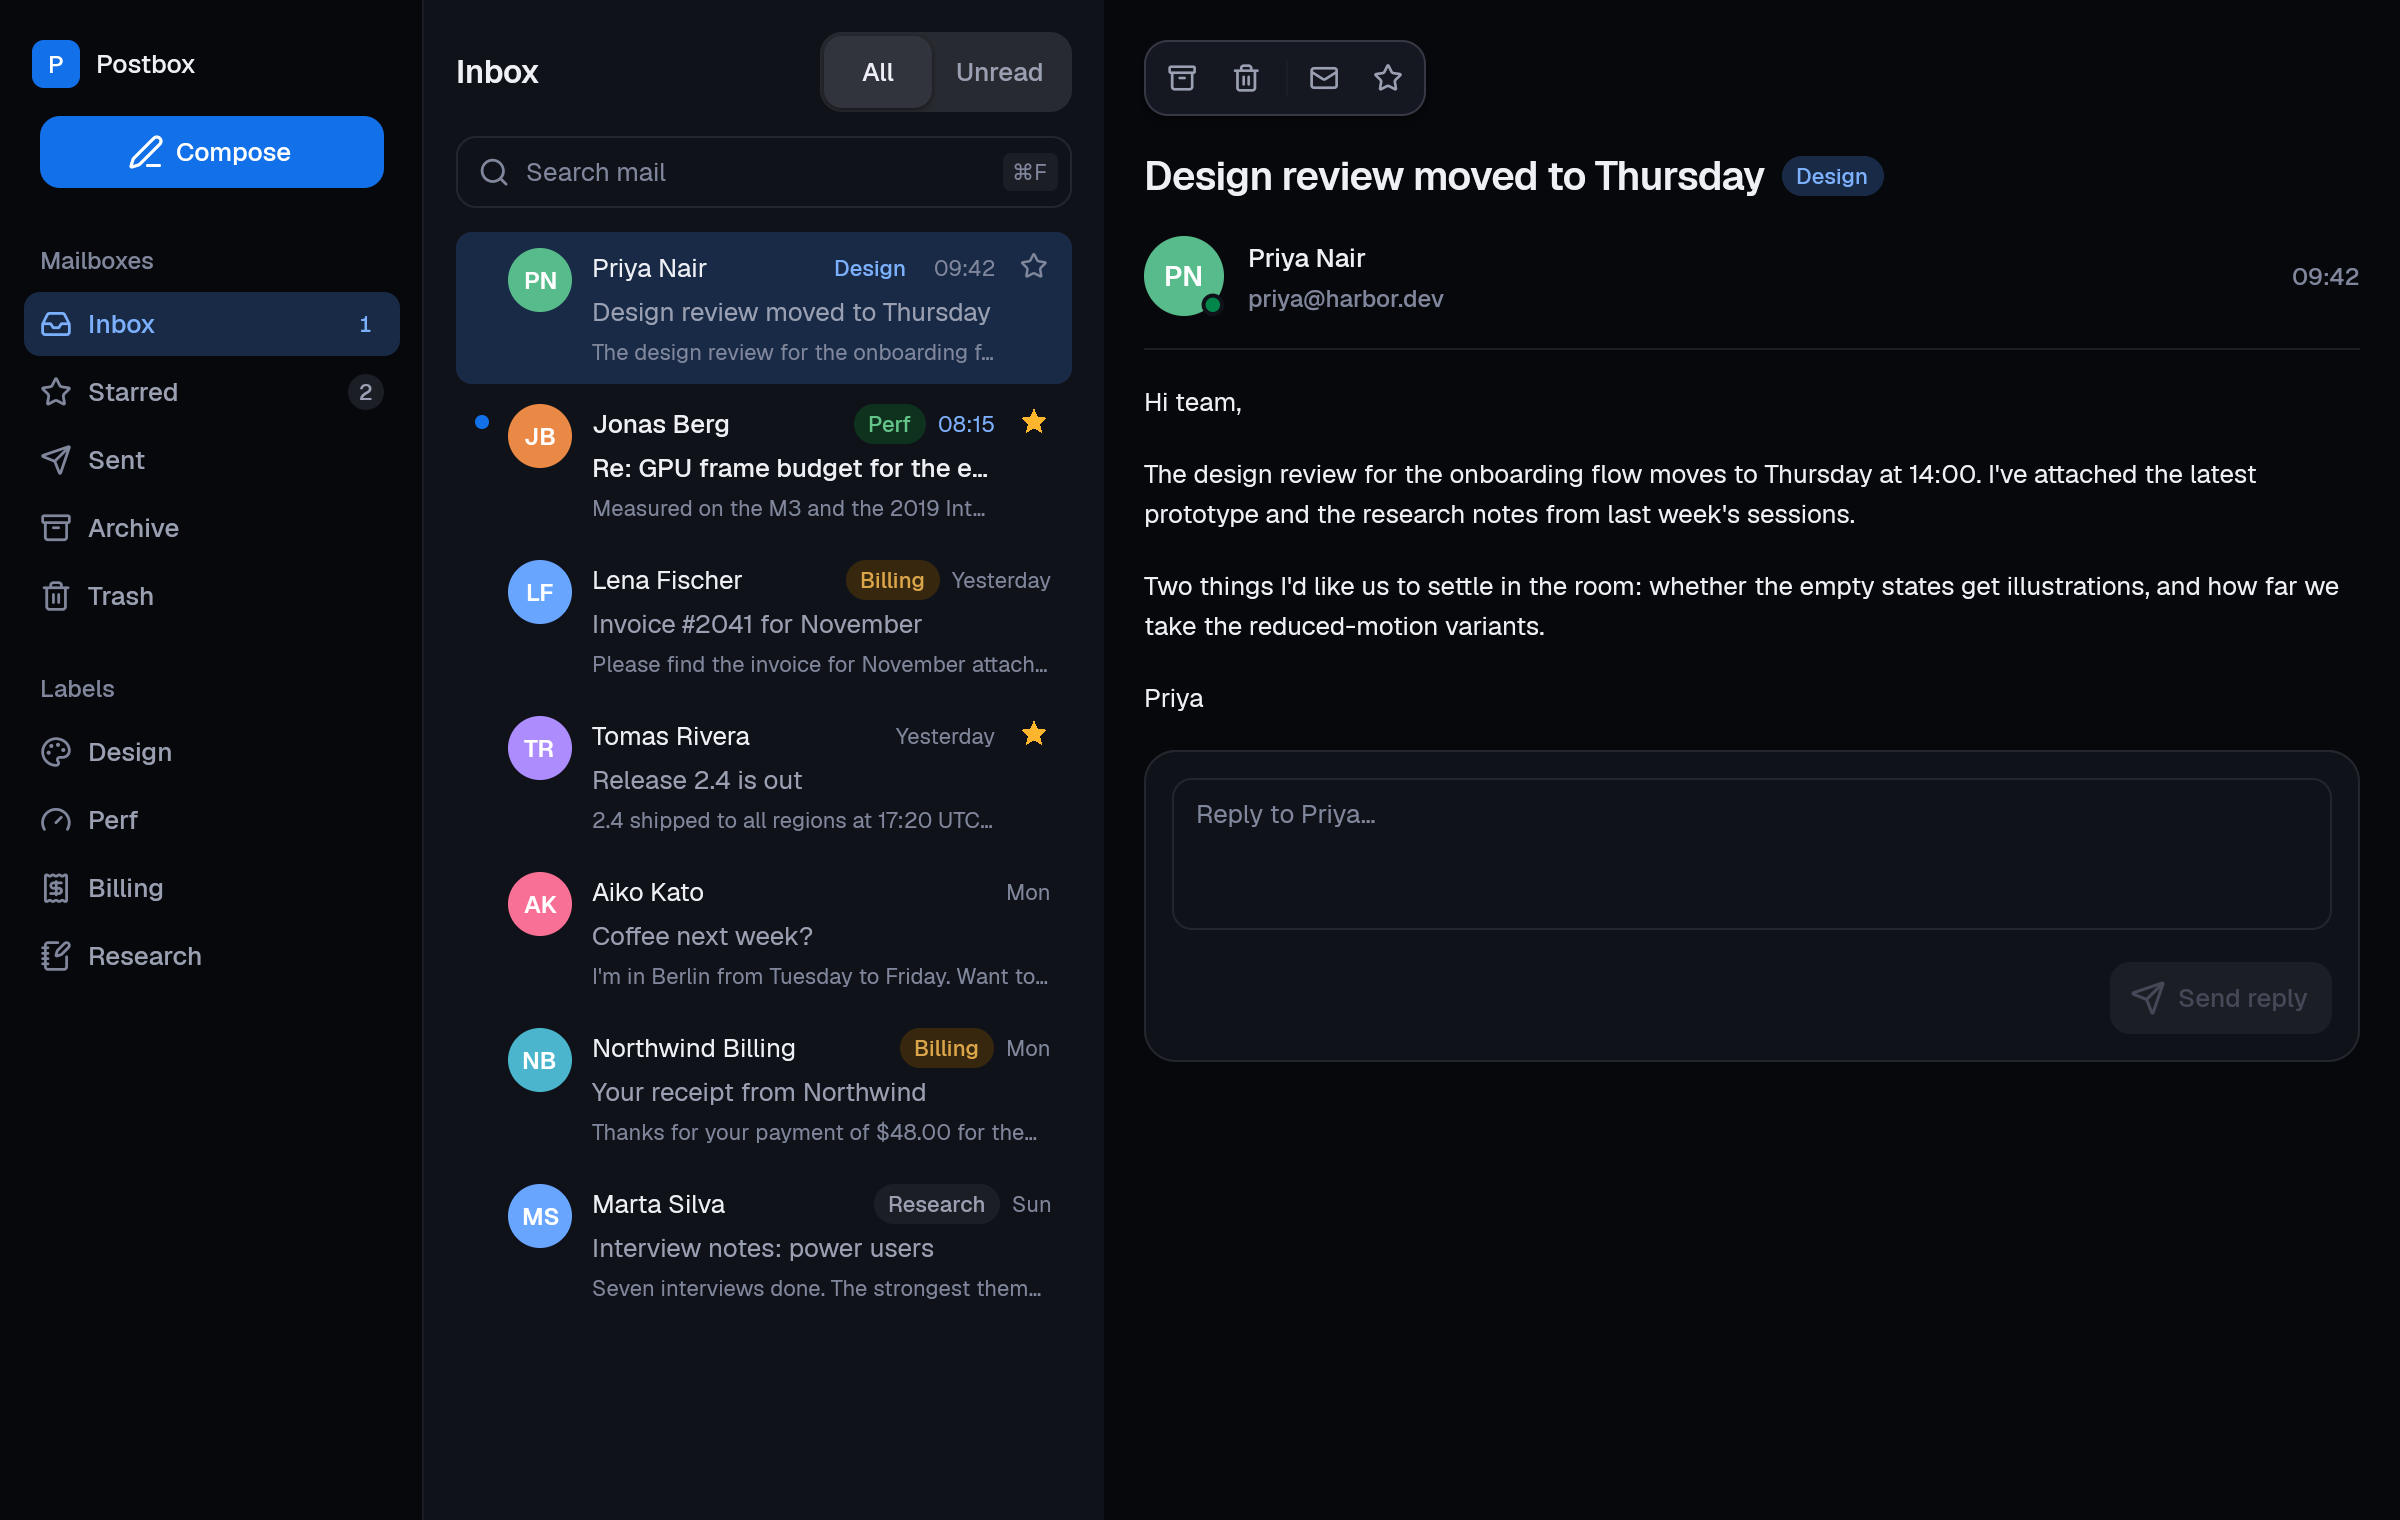 P Postbox
Compose
Mailboxes
Inbox 1
Starred 2
Sent
Archive
Trash
Labels
Design
Perf
Billing
Research
Inbox
All Unread
Search mail ⌘F
PN Priya Nair Design 09:42
Design review moved to Thursday
The design review for the onboarding f…
JB Jonas Berg Perf 08:15
Re: GPU frame budget for the e…
Measured on the M3 and the 2019 Int…
LF Lena Fischer Billing Yesterday
Invoice #2041 for November
Please find the invoice for November attach…
TR Tomas Rivera Yesterday
Release 2.4 is out
2.4 shipped to all regions at 17:20 UTC…
AK Aiko Kato Mon
Coffee next week?
I'm in Berlin from Tuesday to Friday. Want to…
NB Northwind Billing Billing Mon
Your receipt from Northwind
Thanks for your payment of $48.00 for the…
MS Marta Silva Research Sun
Interview notes: power users
Seven interviews done. The strongest them…
Design review moved to Thursday Design
PN Priya Nair
priya@harbor.dev
09:42
Hi team,
The design review for the onboarding flow moves to Thursday at 14:00. I've attached the latest
prototype and the research notes from last week's sessions.
Two things I'd like us to settle in the room: whether the empty states get illustrations, and how far we
take the reduced-motion variants.
Priya
Reply to Priya…
Send reply